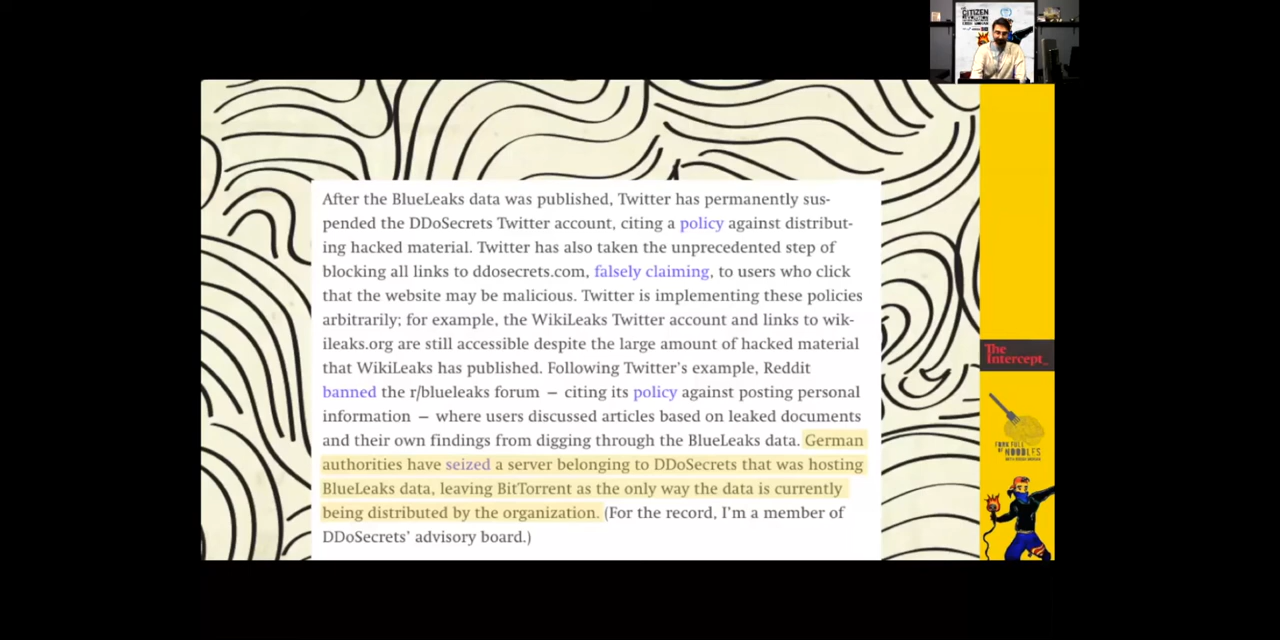 CITIZEN
After the BlueLeaks data was published, Twitter has permanently sus-
pended the DDoSecrets Twitter account, citing a policy against distribut-
ing hacked material. Twitter has also taken the unprecedented step of
blocking all links to ddosecrets.com, falsely claiming, to users who click
that the website may be malicious. Twitter is implementing these policies
arbitrarily; for example, the WikiLeaks Twitter account and links to wik-
ileaks.org are still accessible despite the large amount of hacked material
that WikiLeaks has published. Following Twitter's example, Reddit
banned the r/blueleaks forum — citing its policy against posting personal
information — where users discussed articles based on leaked documents
and their own findings from digging through the BlueLeaks data. German
authorities have seized a server belonging to DDoSecrets that was hosting
BlueLeaks data, leaving BitTorrent as the only way the data is currently
being distributed by the organization. (For the record, I'm a member of
DDoSecrets' advisory board.)
The
Intercept_
FORK FULL
OF NOODLES